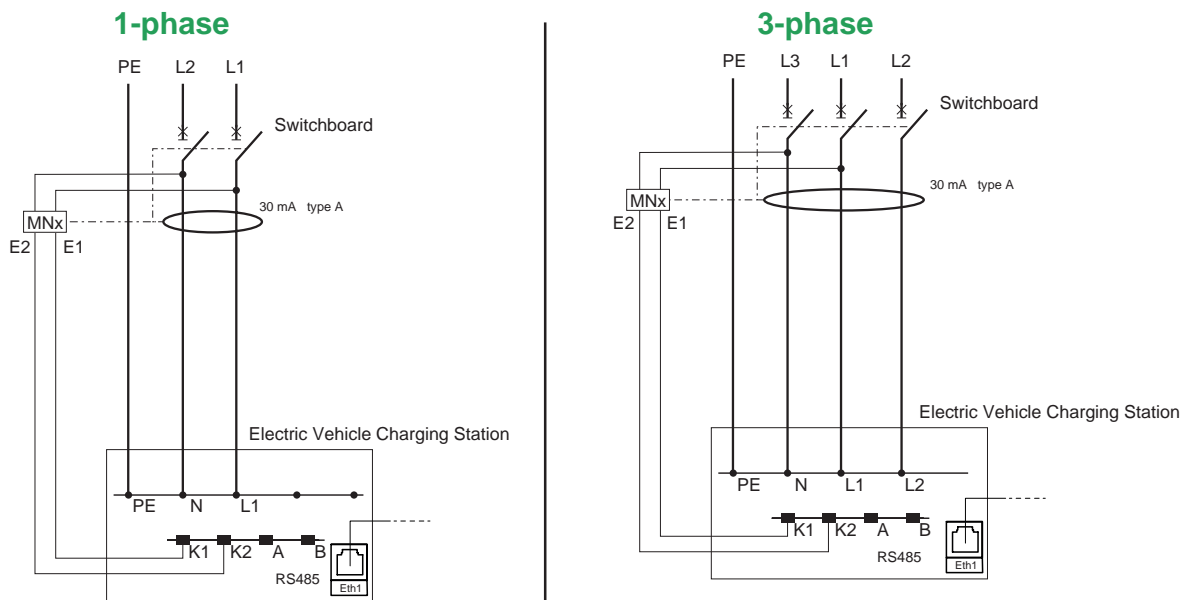 1-phase
PE L2 L1
Switchboard
30 mA type A
MNx
E2 E1
Electric Vehicle Charging Station
PE N L1
K1 K2 A B
RS485
Eth1
3-phase
PE L3 L1 L2
Switchboard
30 mA type A
MNx
E2 E1
Electric Vehicle Charging Station
PE N L1 L2
K1 K2 A B
RS485
Eth1